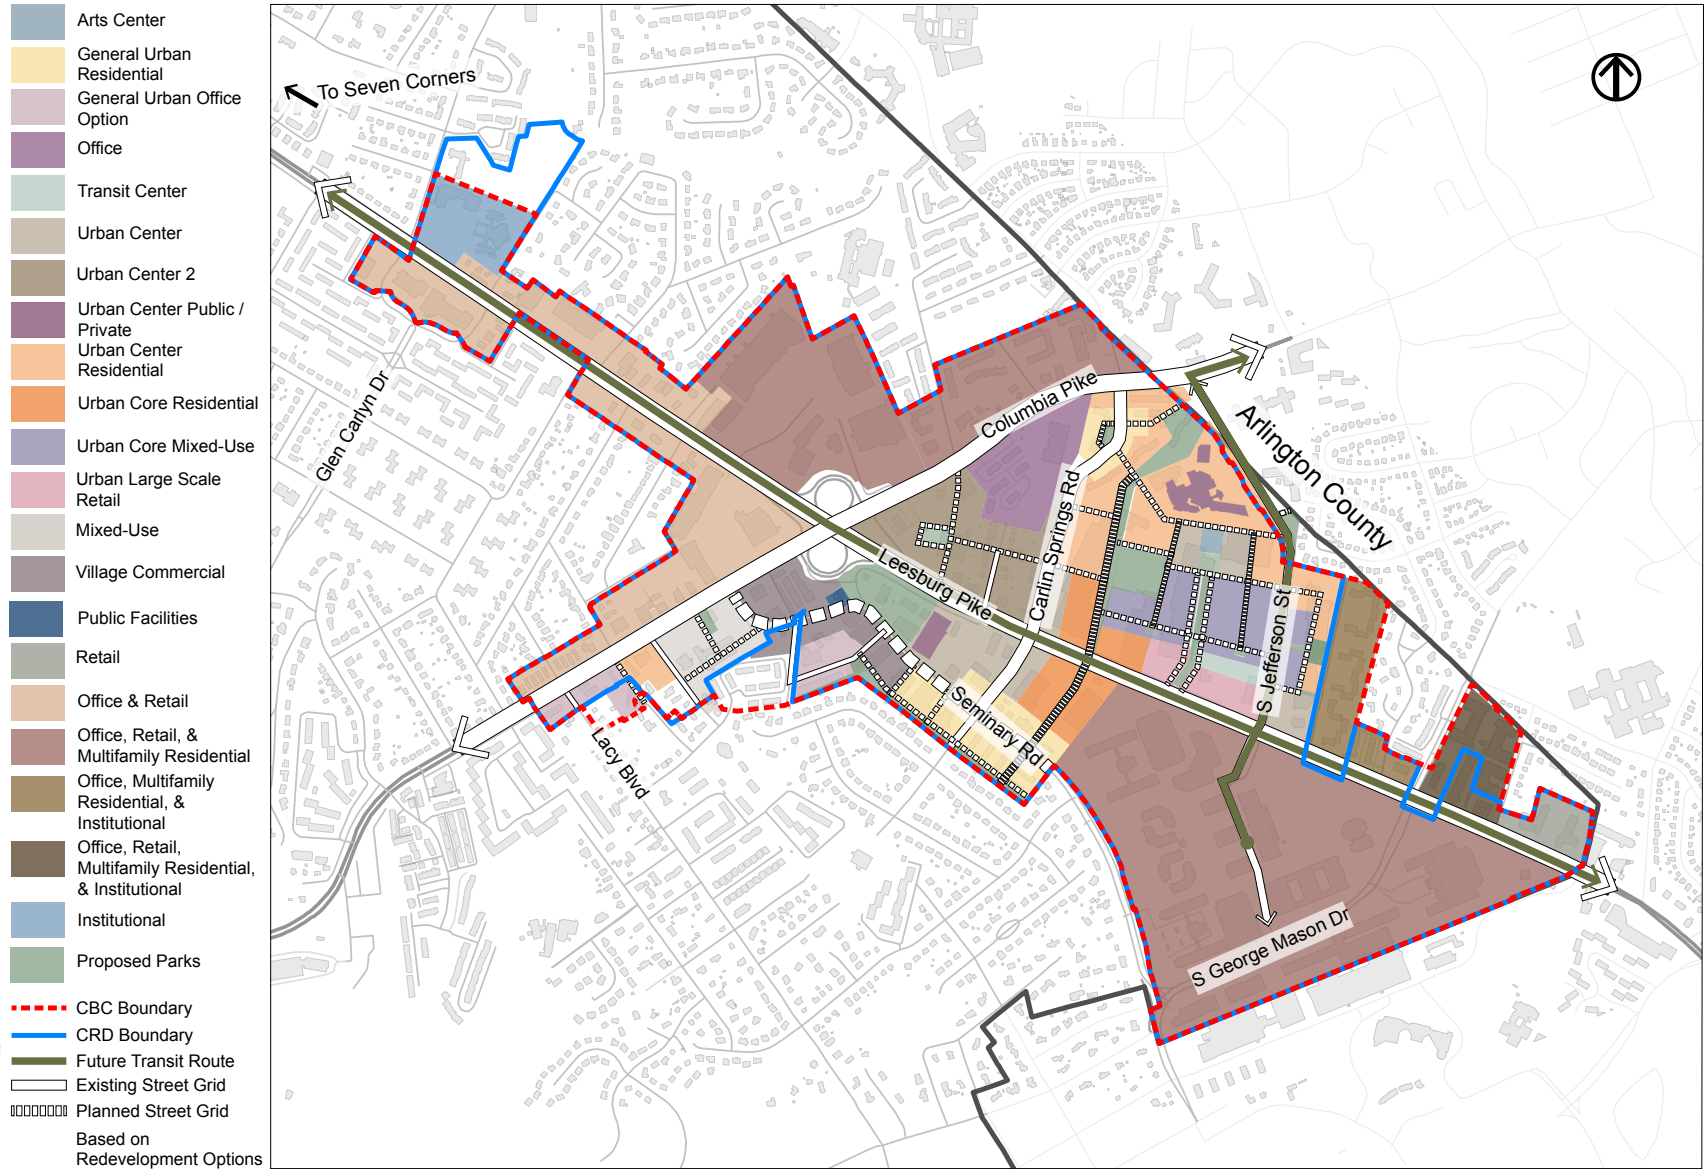 Arts Center
General Urban
Residential
General Urban Office
Option
Office
Transit Center
Urban Center
Urban Center 2
Urban Center Public /
Private
Urban Center
Residential
Urban Core Residential
Urban Core Mixed-Use
Urban Large Scale
Retail
Mixed-Use
Village Commercial
Public Facilities
Retail
Office & Retail
Office, Retail, &
Multifamily Residential
Office, Multifamily
Residential, &
Institutional
Office, Retail,
Multifamily Residential,
& Institutional
Institutional
Proposed Parks
CBC Boundary
CRD Boundary
Future Transit Route
Existing Street Grid
Planned Street Grid
Based on
Redevelopment Options
To Seven Corners
Glen Carlyn Dr
Columbia Pike
Arlington County
Carlin Springs Rd
Leesburg Pike
S Jefferson St
Seminary Rd
Lacy Blvd
S George Mason Dr